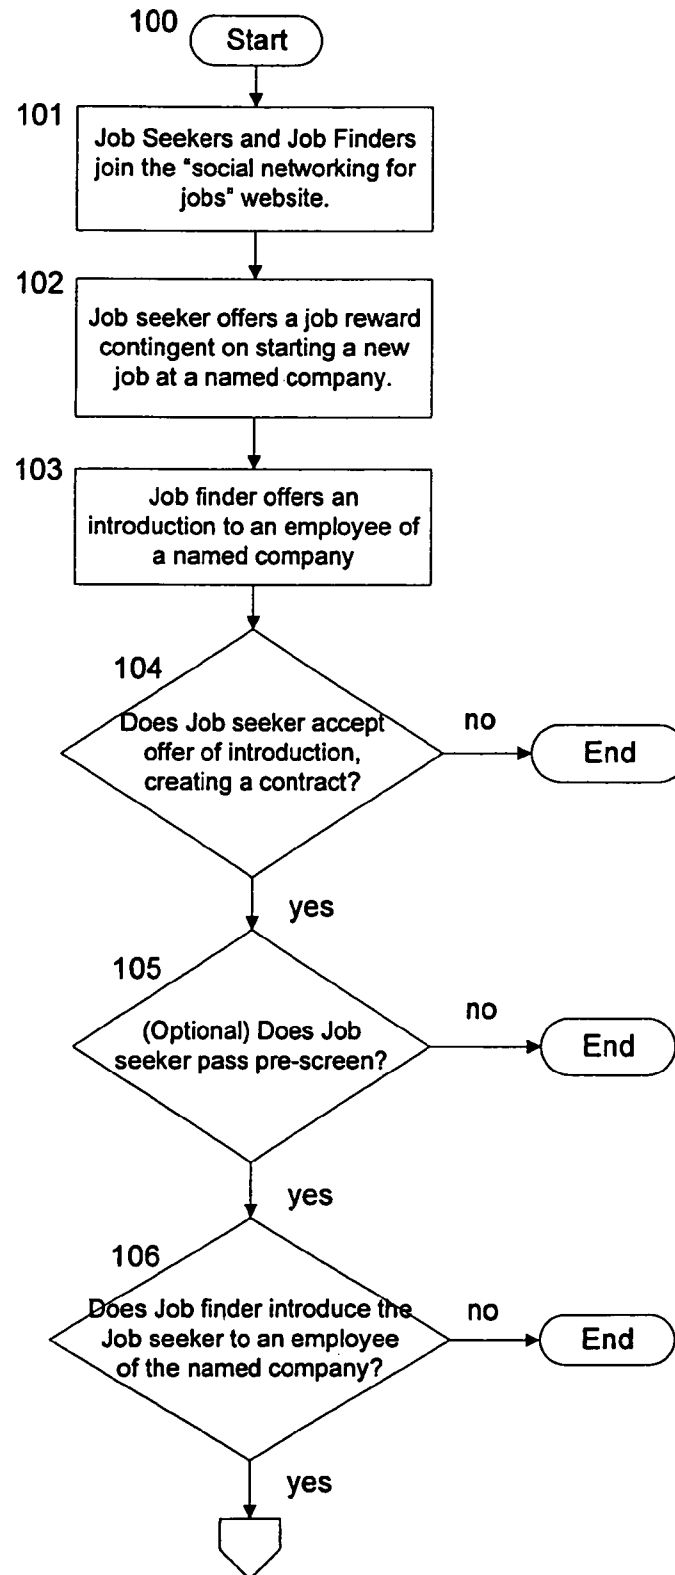 100
Start
101
Job Seekers and Job Finders
join the "social networking for
jobs" website.
102
Job seeker offers a job reward
contingent on starting a new
job at a named company.
103
Job finder offers an
introduction to an employee of
a named company
104
Does Job seeker accept
offer of introduction,
creating a contract?
no
End
yes
105
(Optional) Does Job
seeker pass pre-screen?
no
End
yes
106
Does Job finder introduce the
Job seeker to an employee
of the named company?
no
End
yes